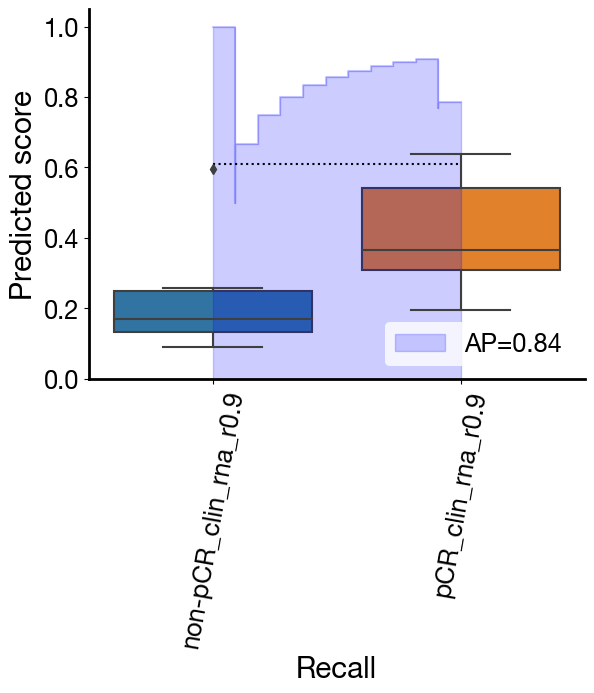 Predicted score
1.0
0.8
0.6
0.4
0.2
0.0
AP=0.84
non-pCR_clin_rna_r0.9
pCR_clin_rna_r0.9
Recall